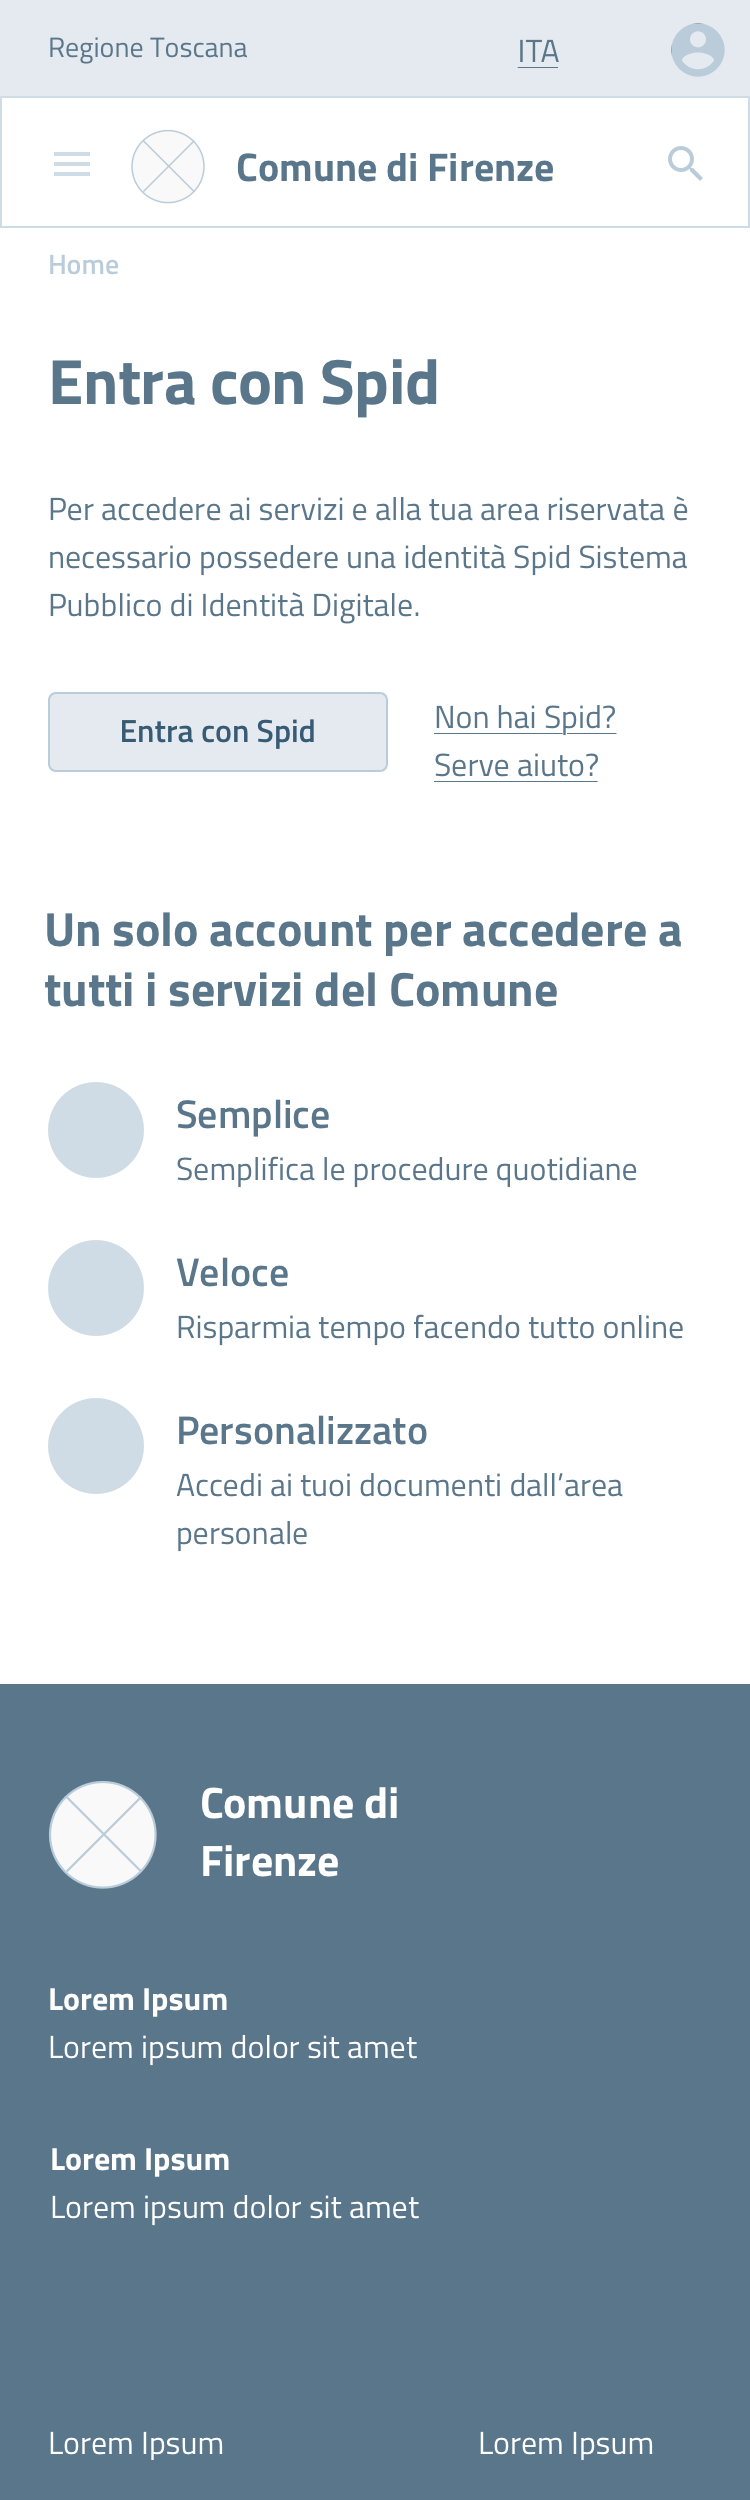 Regione Toscana
ITA
Comune di Firenze
Home
Entra con Spid
Per accedere ai servizi e alla tua area riservata è
necessario possedere una identità Spid Sistema
Pubblico di Identità Digitale.
Entra con Spid
Non hai Spid?
Serve aiuto?
Un solo account per accedere a
tutti i servizi del Comune
Semplice
Semplifica le procedure quotidiane
Veloce
Risparmia tempo facendo tutto online
Personalizzato
Accedi ai tuoi documenti dall’area
personale
Comune di
Firenze
Lorem Ipsum
Lorem ipsum dolor sit amet
Lorem Ipsum
Lorem ipsum dolor sit amet
Lorem Ipsum
Lorem Ipsum